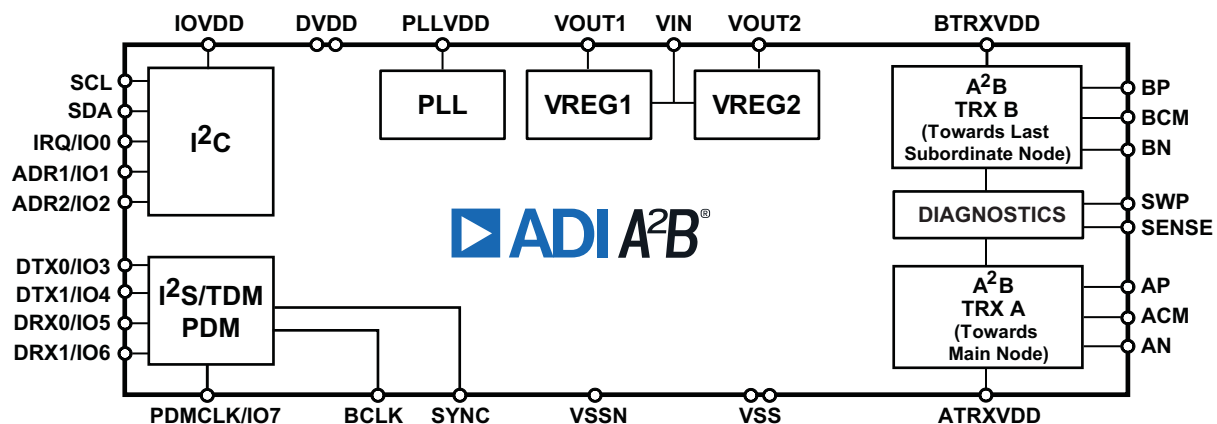 IOVDD DVDD PLLVDD VOUT1 VIN VOUT2 BTRXVDD
SCL
SDA
IRQ/IO0
ADR1/IO1
ADR2/IO2
I²C
PLL
VREG1
VREG2
A²B
TRX B
(Towards Last
Subordinate Node)
BP
BCM
BN
DIAGNOSTICS
SWP
SENSE
ADI A²B®
DTX0/IO3
DTX1/IO4
DRX0/IO5
DRX1/IO6
I²S/TDM
PDM
A²B
TRX A
(Towards
Main Node)
AP
ACM
AN
PDMCLK/IO7 BCLK SYNC VSSN VSS ATRXVDD